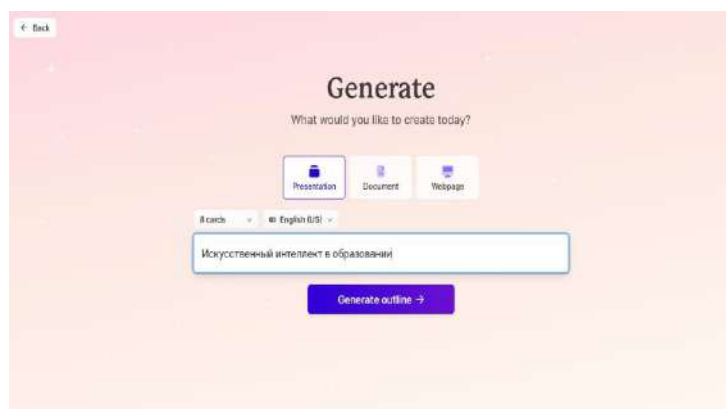 ← Back
Generate
What would you like to create today?
Presentation Document Webpage
8 cards English (US)
Искусственный интеллект в образовании
Generate outline →